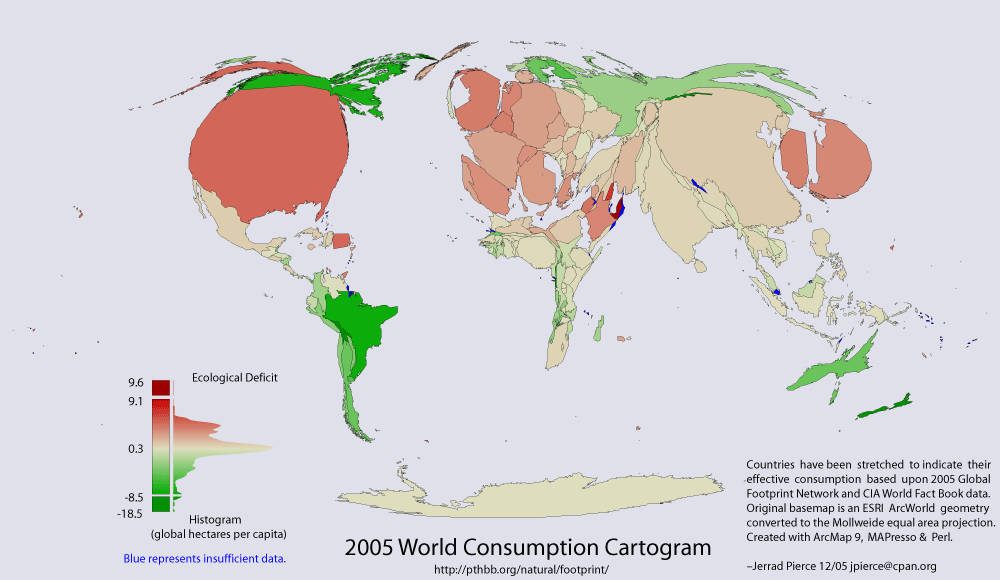 Ecological Deficit
9.6
9.1
0.3
-8.5
-18.5
Histogram
(global hectares per capita)
Blue represents insufficient data.
2005 World Consumption Cartogram
http://pthbb.org/natural/footprint/
Countries have been stretched to indicate their
effective consumption based upon 2005 Global
Footprint Network and CIA World Fact Book data.
Original basemap is an ESRI ArcWorld geometry
converted to the Mollweide equal area projection.
Created with ArcMap 9, MAPresso & Perl.
–Jerrad Pierce 12/05 jpierce@cpan.org